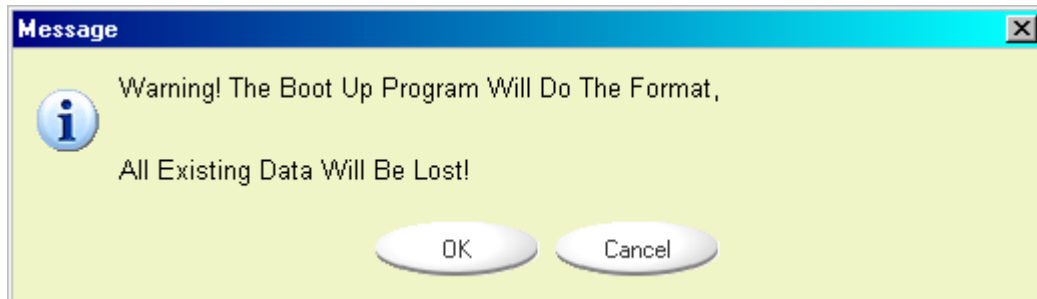 Message
Warning! The Boot Up Program Will Do The Format,
All Existing Data Will Be Lost!
OK
Cancel